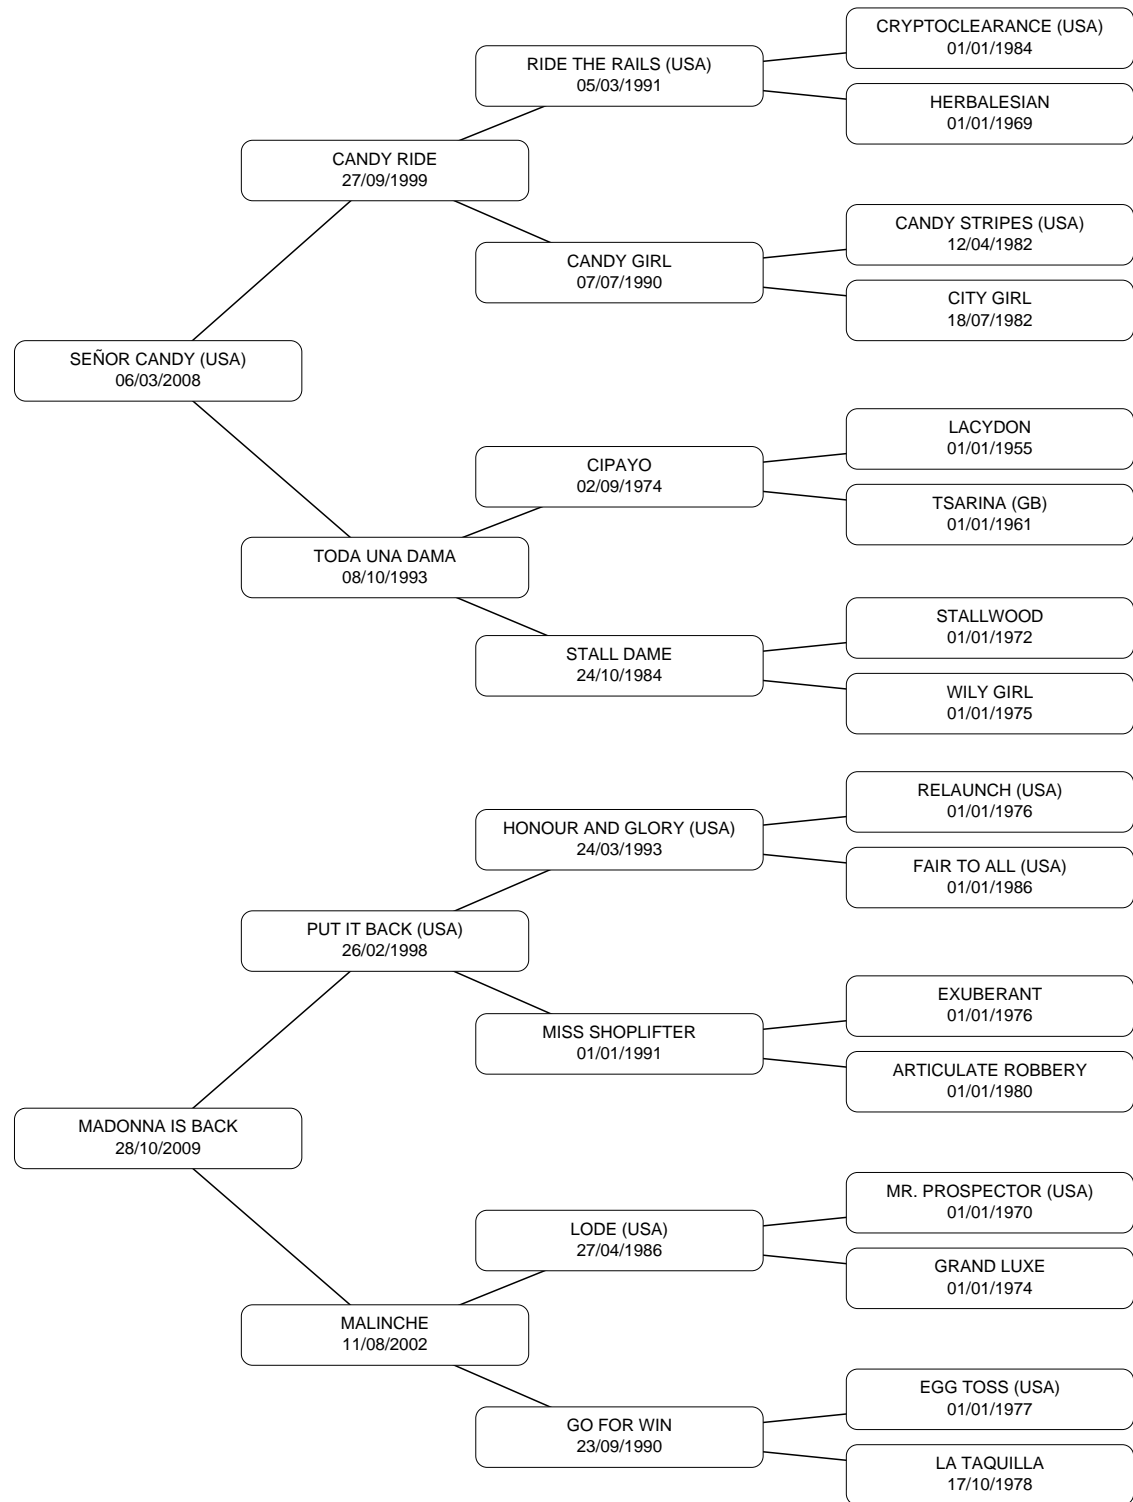 CRYPTOCLEARANCE (USA)
01/01/1984
RIDE THE RAILS (USA)
05/03/1991
HERBALESIAN
01/01/1969
CANDY RIDE
27/09/1999
CANDY STRIPES (USA)
12/04/1982
CANDY GIRL
07/07/1990
CITY GIRL
18/07/1982
SEÑOR CANDY (USA)
06/03/2008
LACYDON
01/01/1955
CIPAYO
02/09/1974
TSARINA (GB)
01/01/1961
TODA UNA DAMA
08/10/1993
STALLWOOD
01/01/1972
STALL DAME
24/10/1984
WILY GIRL
01/01/1975
RELAUNCH (USA)
01/01/1976
HONOUR AND GLORY (USA)
24/03/1993
FAIR TO ALL (USA)
01/01/1986
PUT IT BACK (USA)
26/02/1998
EXUBERANT
01/01/1976
MISS SHOPLIFTER
01/01/1991
ARTICULATE ROBBERY
01/01/1980
MADONNA IS BACK
28/10/2009
MR. PROSPECTOR (USA)
01/01/1970
LODE (USA)
27/04/1986
GRAND LUXE
01/01/1974
MALINCHE
11/08/2002
EGG TOSS (USA)
01/01/1977
GO FOR WIN
23/09/1990
LA TAQUILLA
17/10/1978